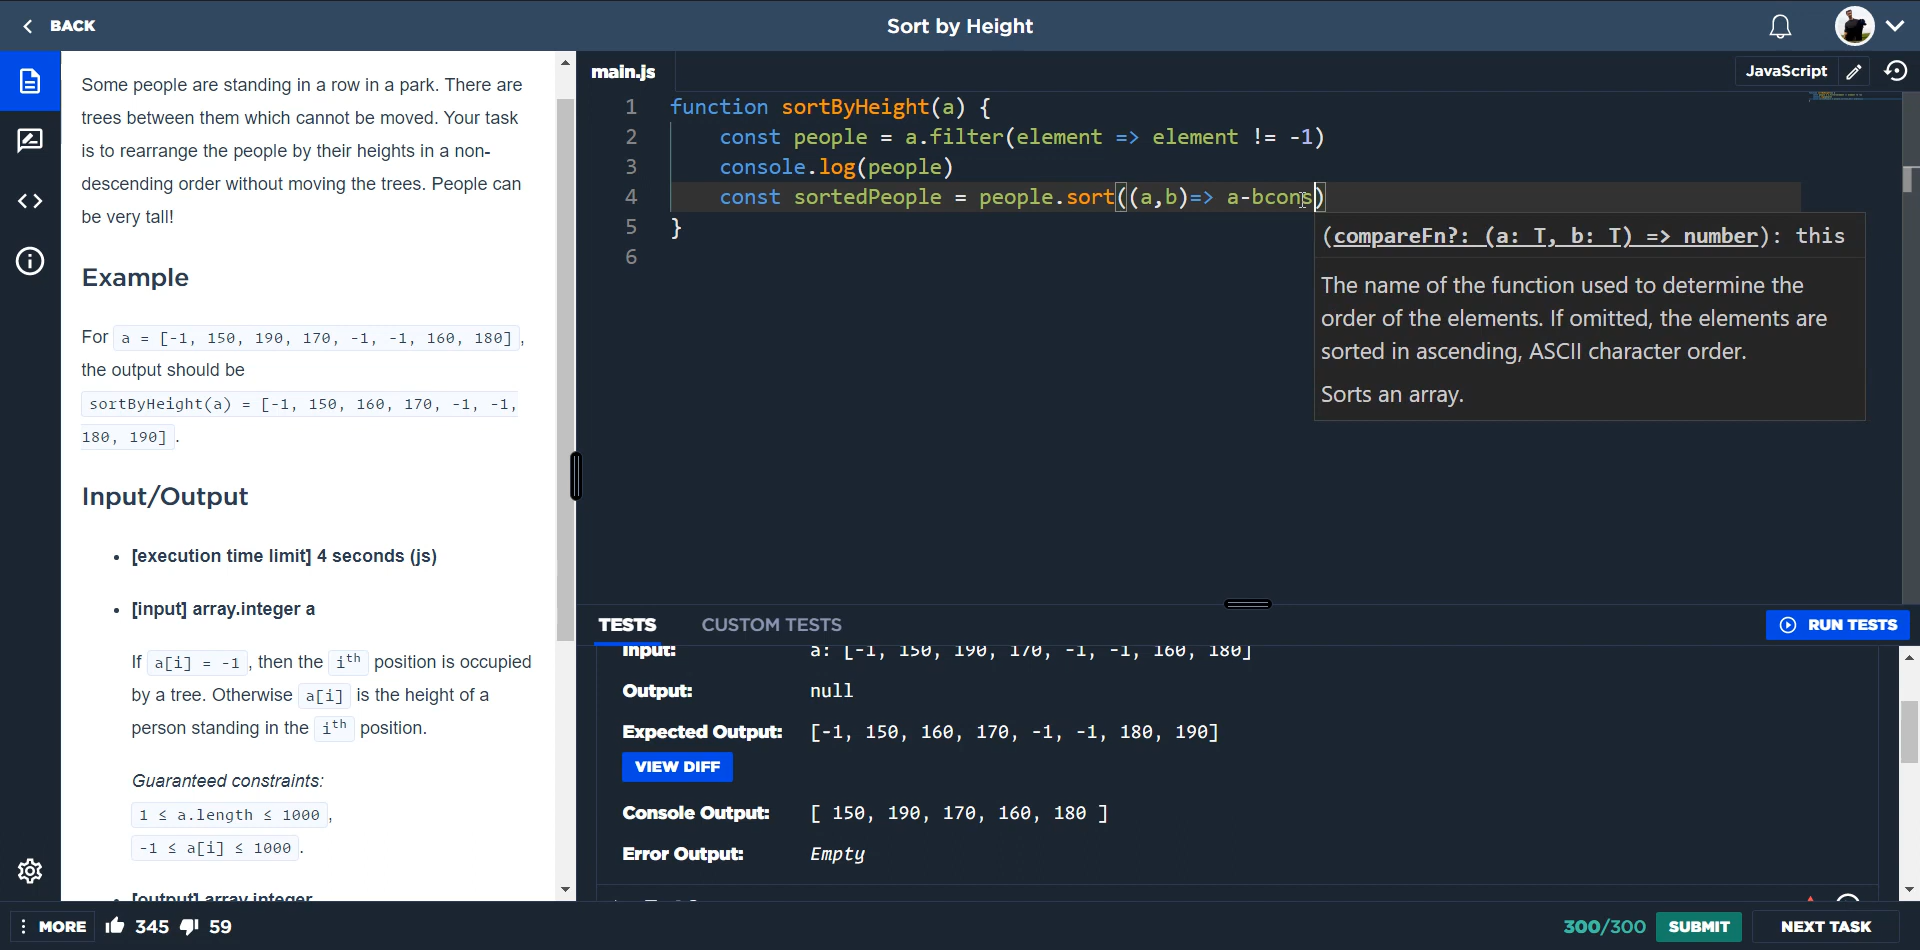 BACK
Sort by Height
Some people are standing in a row in a park. There are
trees between them which cannot be moved. Your task
is to rearrange the people by their heights in a non-
descending order without moving the trees. People can
be very tall!
Example
For a = [-1, 150, 190, 170, -1, -1, 160, 180] ,
the output should be
sortByHeight(a) = [-1, 150, 160, 170, -1, -1,
180, 190] .
Input/Output
• [execution time limit] 4 seconds (js)
• [input] array.integer a
If a[i] = -1 , then the ith position is occupied
by a tree. Otherwise a[i] is the height of a
person standing in the ith position.
Guaranteed constraints:
1 ≤ a.length ≤ 1000 ,
-1 ≤ a[i] ≤ 1000 .
• [output] array.integer
main.js
JavaScript
1 function sortByHeight(a) {
2 const people = a.filter(element => element != -1)
3 console.log(people)
4 const sortedPeople = people.sort((a,b)=> a-bcons)
5 }
6
(compareFn?: (a: T, b: T) => number): this
The name of the function used to determine the
order of the elements. If omitted, the elements are
sorted in ascending, ASCII character order.
Sorts an array.
TESTS
CUSTOM TESTS
RUN TESTS
Input: a: [-1, 150, 190, 170, -1, -1, 160, 180]
Output: null
Expected Output: [-1, 150, 160, 170, -1, -1, 180, 190]
VIEW DIFF
Console Output: [ 150, 190, 170, 160, 180 ]
Error Output: Empty
MORE 345 59
300/300
SUBMIT
NEXT TASK